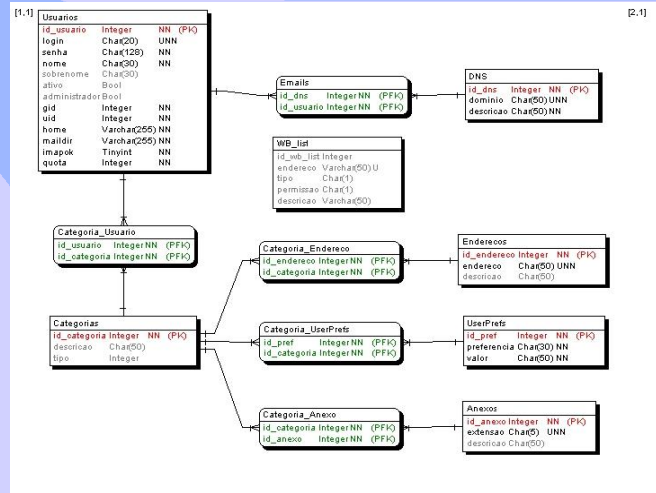 [1,1]
[2,1]
Usuarios
id_usuario Integer NN (PK)
login Char(20) UNN
senha Char(128) NN
nome Char(30) NN
sobrenome Char(30)
ativo Bool
administrador Bool
gid Integer NN
uid Integer NN
home Varchar(255) NN
maildir Varchar(255) NN
imapok Tinyint NN
quota Integer NN
Emails
id_dns Integer NN (PFK)
id_usuario Integer NN (PFK)
DNS
id_dns Integer NN (PK)
dominio Char(50) UNN
descricao Char(50) NN
WB_list
id_wb_list Integer
endereco Varchar(50) U
tipo Char(1)
permissao Char(1)
descricao Varchar(50)
Categoria_Usuario
id_usuario Integer NN (PFK)
id_categoria Integer NN (PFK)
Categoria_Endereco
id_endereco Integer NN (PFK)
id_categoria Integer NN (PFK)
Enderecos
id_endereco Integer NN (PK)
endereco Char(50) UNN
descricao Char(50)
Categorias
id_categoria Integer NN (PK)
descricao Char(50)
tipo Integer
Categoria_UserPrefs
id_pref Integer NN (PFK)
id_categoria Integer NN (PFK)
UserPrefs
id_pref Integer NN (PK)
preferencia Char(30) NN
valor Char(50) NN
Categoria_Anexo
id_categoria Integer NN (PFK)
id_anexo Integer NN (PFK)
Anexos
id_anexo Integer NN (PK)
extensao Char(5) UNN
descricao Char(50)